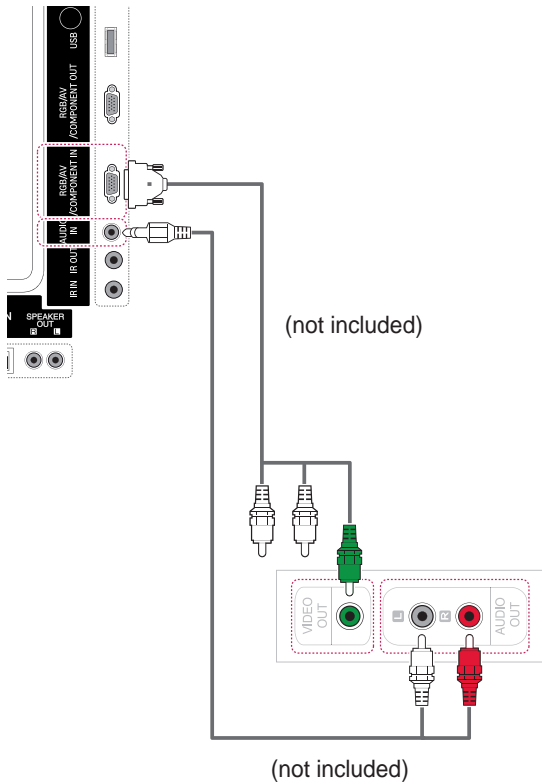 USB
RGB/AV
/COMPONENT OUT
RGB/AV
/COMPONENT IN
AUDIO
IN
IR OUT
IR IN
N
SPEAKER
OUT
R L
(not included)
VIDEO
OUT
L
R
AUDIO
OUT
(not included)